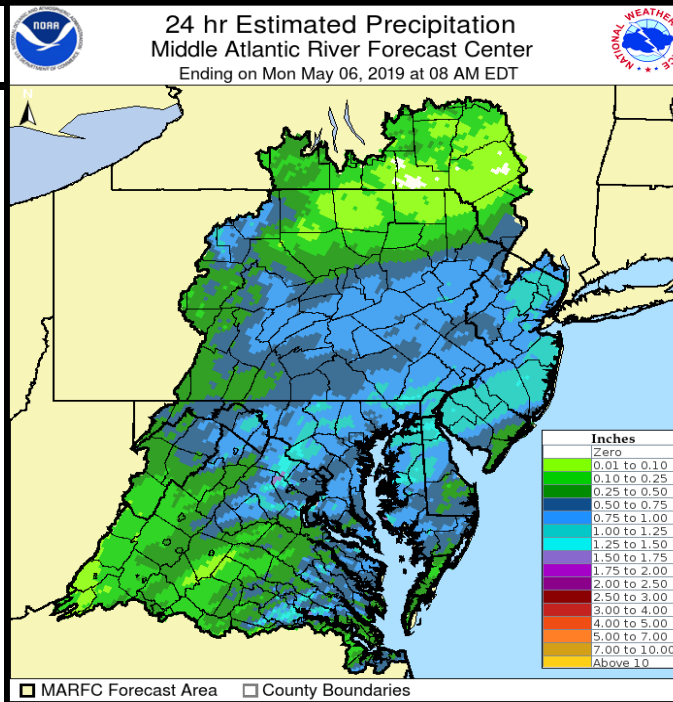 NOAA
24 hr Estimated Precipitation
Middle Atlantic River Forecast Center
Ending on Mon May 06, 2019 at 08 AM EDT
NATIONAL WEATHER
N
Inches
Zero
0.01 to 0.10
0.10 to 0.25
0.25 to 0.50
0.50 to 0.75
0.75 to 1.00
1.00 to 1.25
1.25 to 1.50
1.50 to 1.75
1.75 to 2.00
2.00 to 2.50
2.50 to 3.00
3.00 to 4.00
4.00 to 5.00
5.00 to 7.00
7.00 to 10.00
Above 10
MARFC Forecast Area County Boundaries